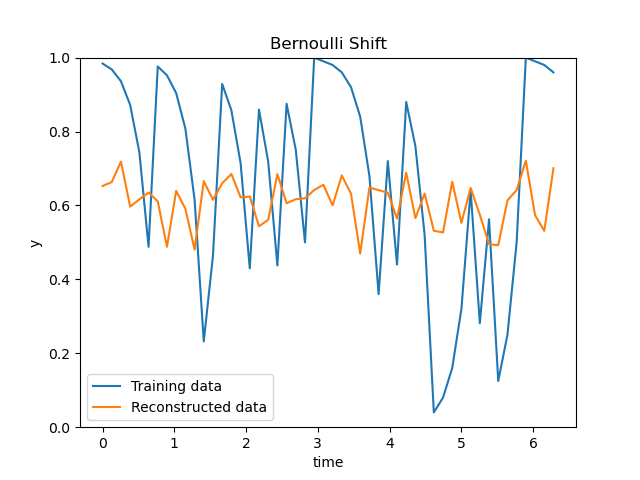 Bernoulli Shift
1.0
0.8
0.6
0.4
0.2
0.0
y
Training data
Reconstructed data
0 1 2 3 4 5 6
time